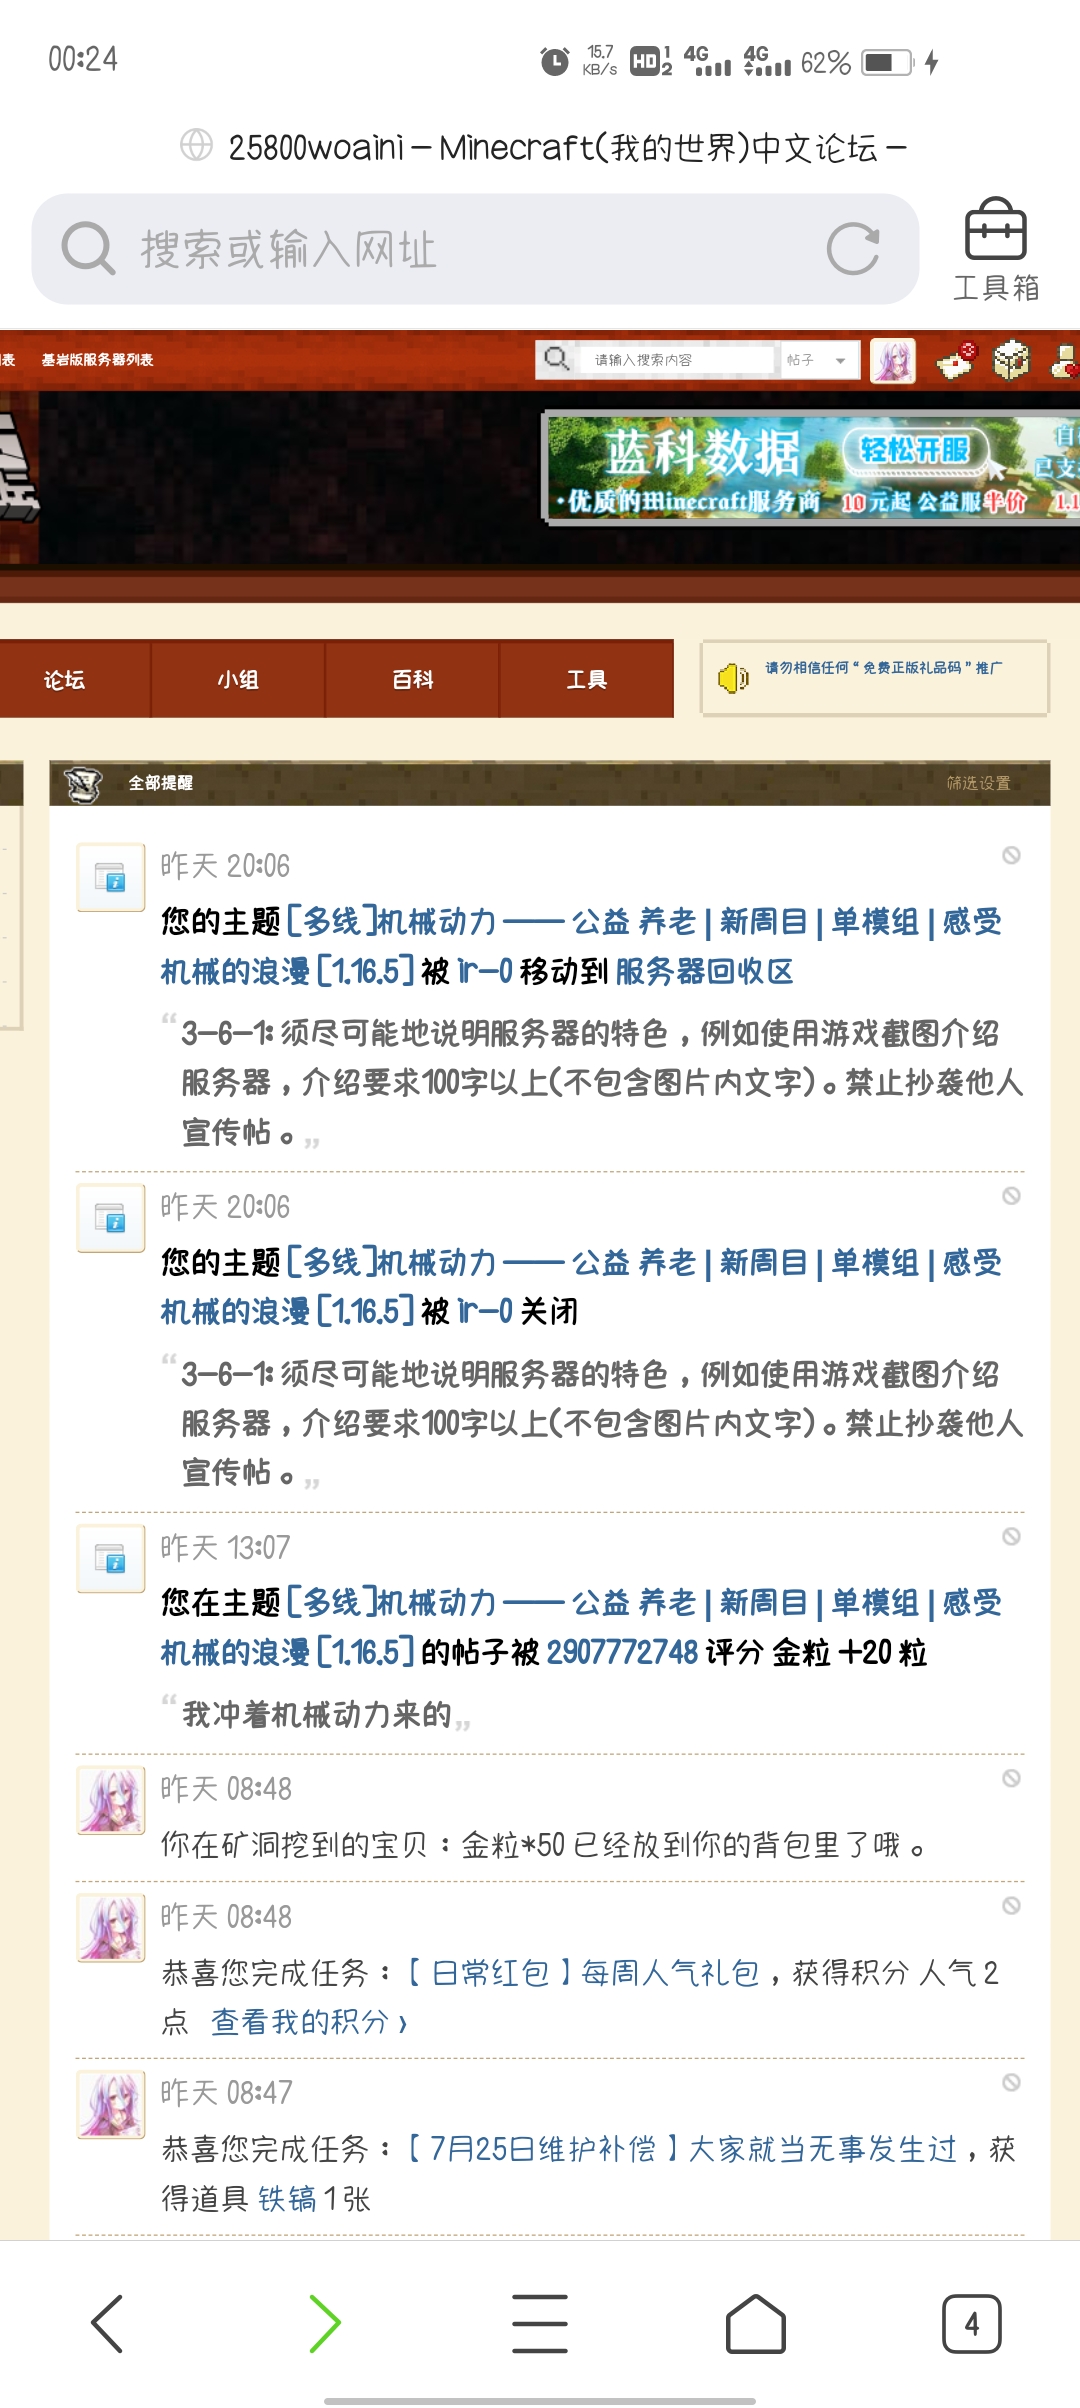 00:24
15.7 KB/s HD 1 2 4G 4G 62%
25800woaini-Minecraft(我的世界)中文论坛-
搜索或输入网址
工具箱
表 基岩版服务器列表 请输入搜索内容 帖子
蓝科数据 轻松开服
·优质的Minecraft服务商 10元起 公益服半价
论坛 小组 百科 工具
请勿相信任何“免费正版礼品码”推广
全部提醒 筛选设置
昨天 20:06
您的主题 [多线]机械动力 —— 公益 养老 | 新周目 | 单模组 | 感受
机械的浪漫 [1.16.5] 被 ir-0 移动到 服务器回收区
“3-6-1: 须尽可能地说明服务器的特色，例如使用游戏截图介绍
服务器，介绍要求100字以上(不包含图片内文字)。禁止抄袭他人
宣传帖。”
昨天 20:06
您的主题 [多线]机械动力 —— 公益 养老 | 新周目 | 单模组 | 感受
机械的浪漫 [1.16.5] 被 ir-0 关闭
“3-6-1: 须尽可能地说明服务器的特色，例如使用游戏截图介绍
服务器，介绍要求100字以上(不包含图片内文字)。禁止抄袭他人
宣传帖。”
昨天 13:07
您在主题 [多线]机械动力 —— 公益 养老 | 新周目 | 单模组 | 感受
机械的浪漫 [1.16.5] 的帖子被 2907772748 评分 金粒 +20 粒
“我冲着机械动力来的”
昨天 08:48
你在矿洞挖到的宝贝：金粒*50 已经放到你的背包里了哦。
昨天 08:48
恭喜您完成任务：【日常红包】每周人气礼包，获得积分 人气 2
点 查看我的积分 ›
昨天 08:47
恭喜您完成任务：【7月25日维护补偿】大家就当无事发生过，获
得道具 铁镐 1 张
4